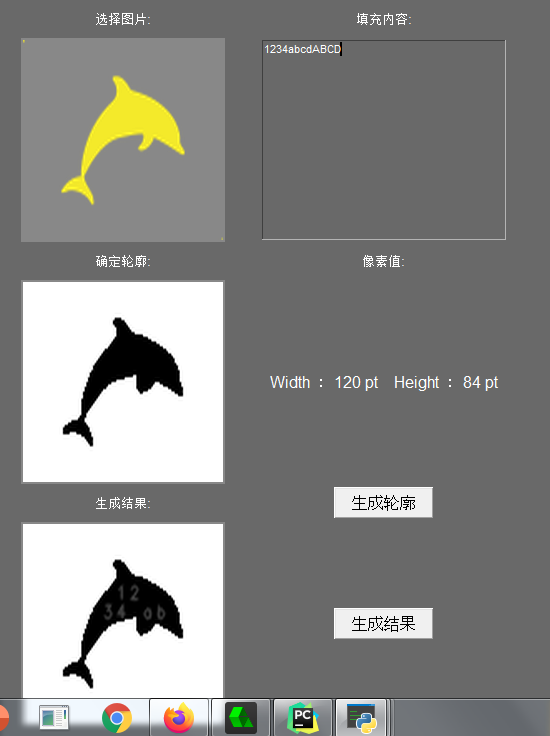 选择图片:
填充内容:
1234abcdABCD
确定轮廓:
像素值:
Width : 120 pt Height : 84 pt
生成轮廓
生成结果:
12
34 ab
生成结果
PC